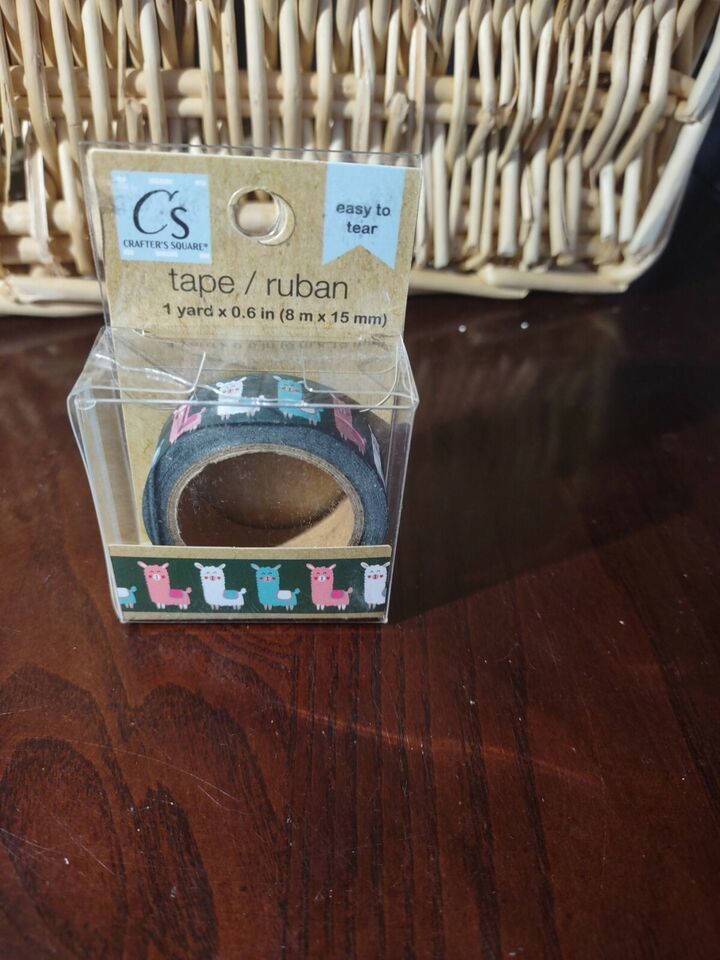 Cs
CRAFTER'S SQUARE®
easy to
tear
tape / ruban
1 yard x 0.6 in (8 m x 15 mm)